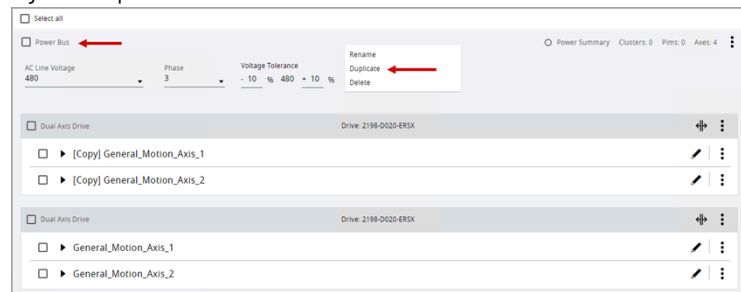 Select all
Power Bus
Power Summary Clusters: 0 Pims: 0 Axes: 4
AC Line Voltage
480
Phase
3
Voltage Tolerance
- 10 % 480 + 10 %
Rename
Duplicate
Delete
Dual Axis Drive Drive: 2198-D020-ERSX
[Copy] General_Motion_Axis_1
[Copy] General_Motion_Axis_2
Dual Axis Drive Drive: 2198-D020-ERSX
General_Motion_Axis_1
General_Motion_Axis_2